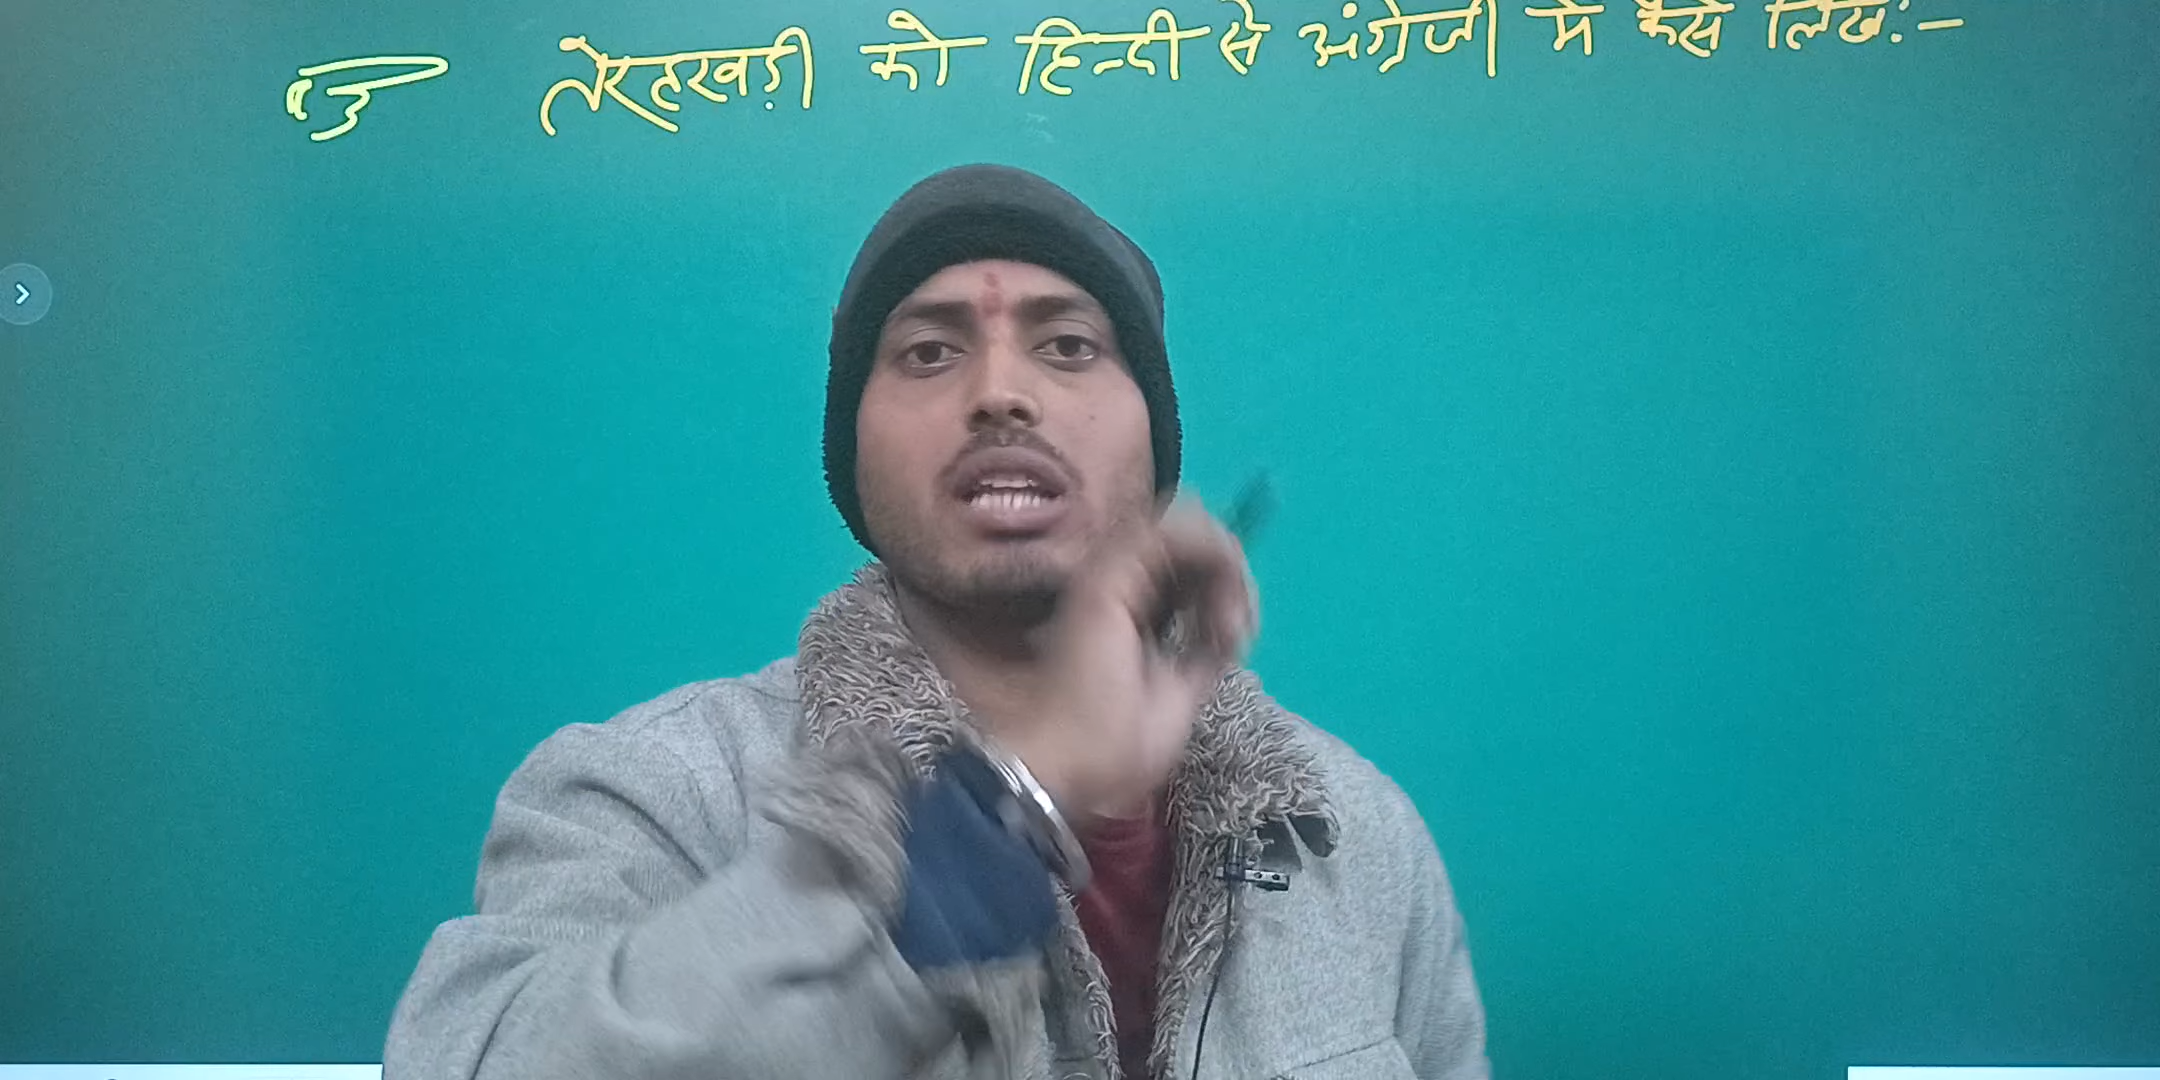 तेरहखड़ी को हिन्दी से अंग्रेजी में कैसे लिखें:-